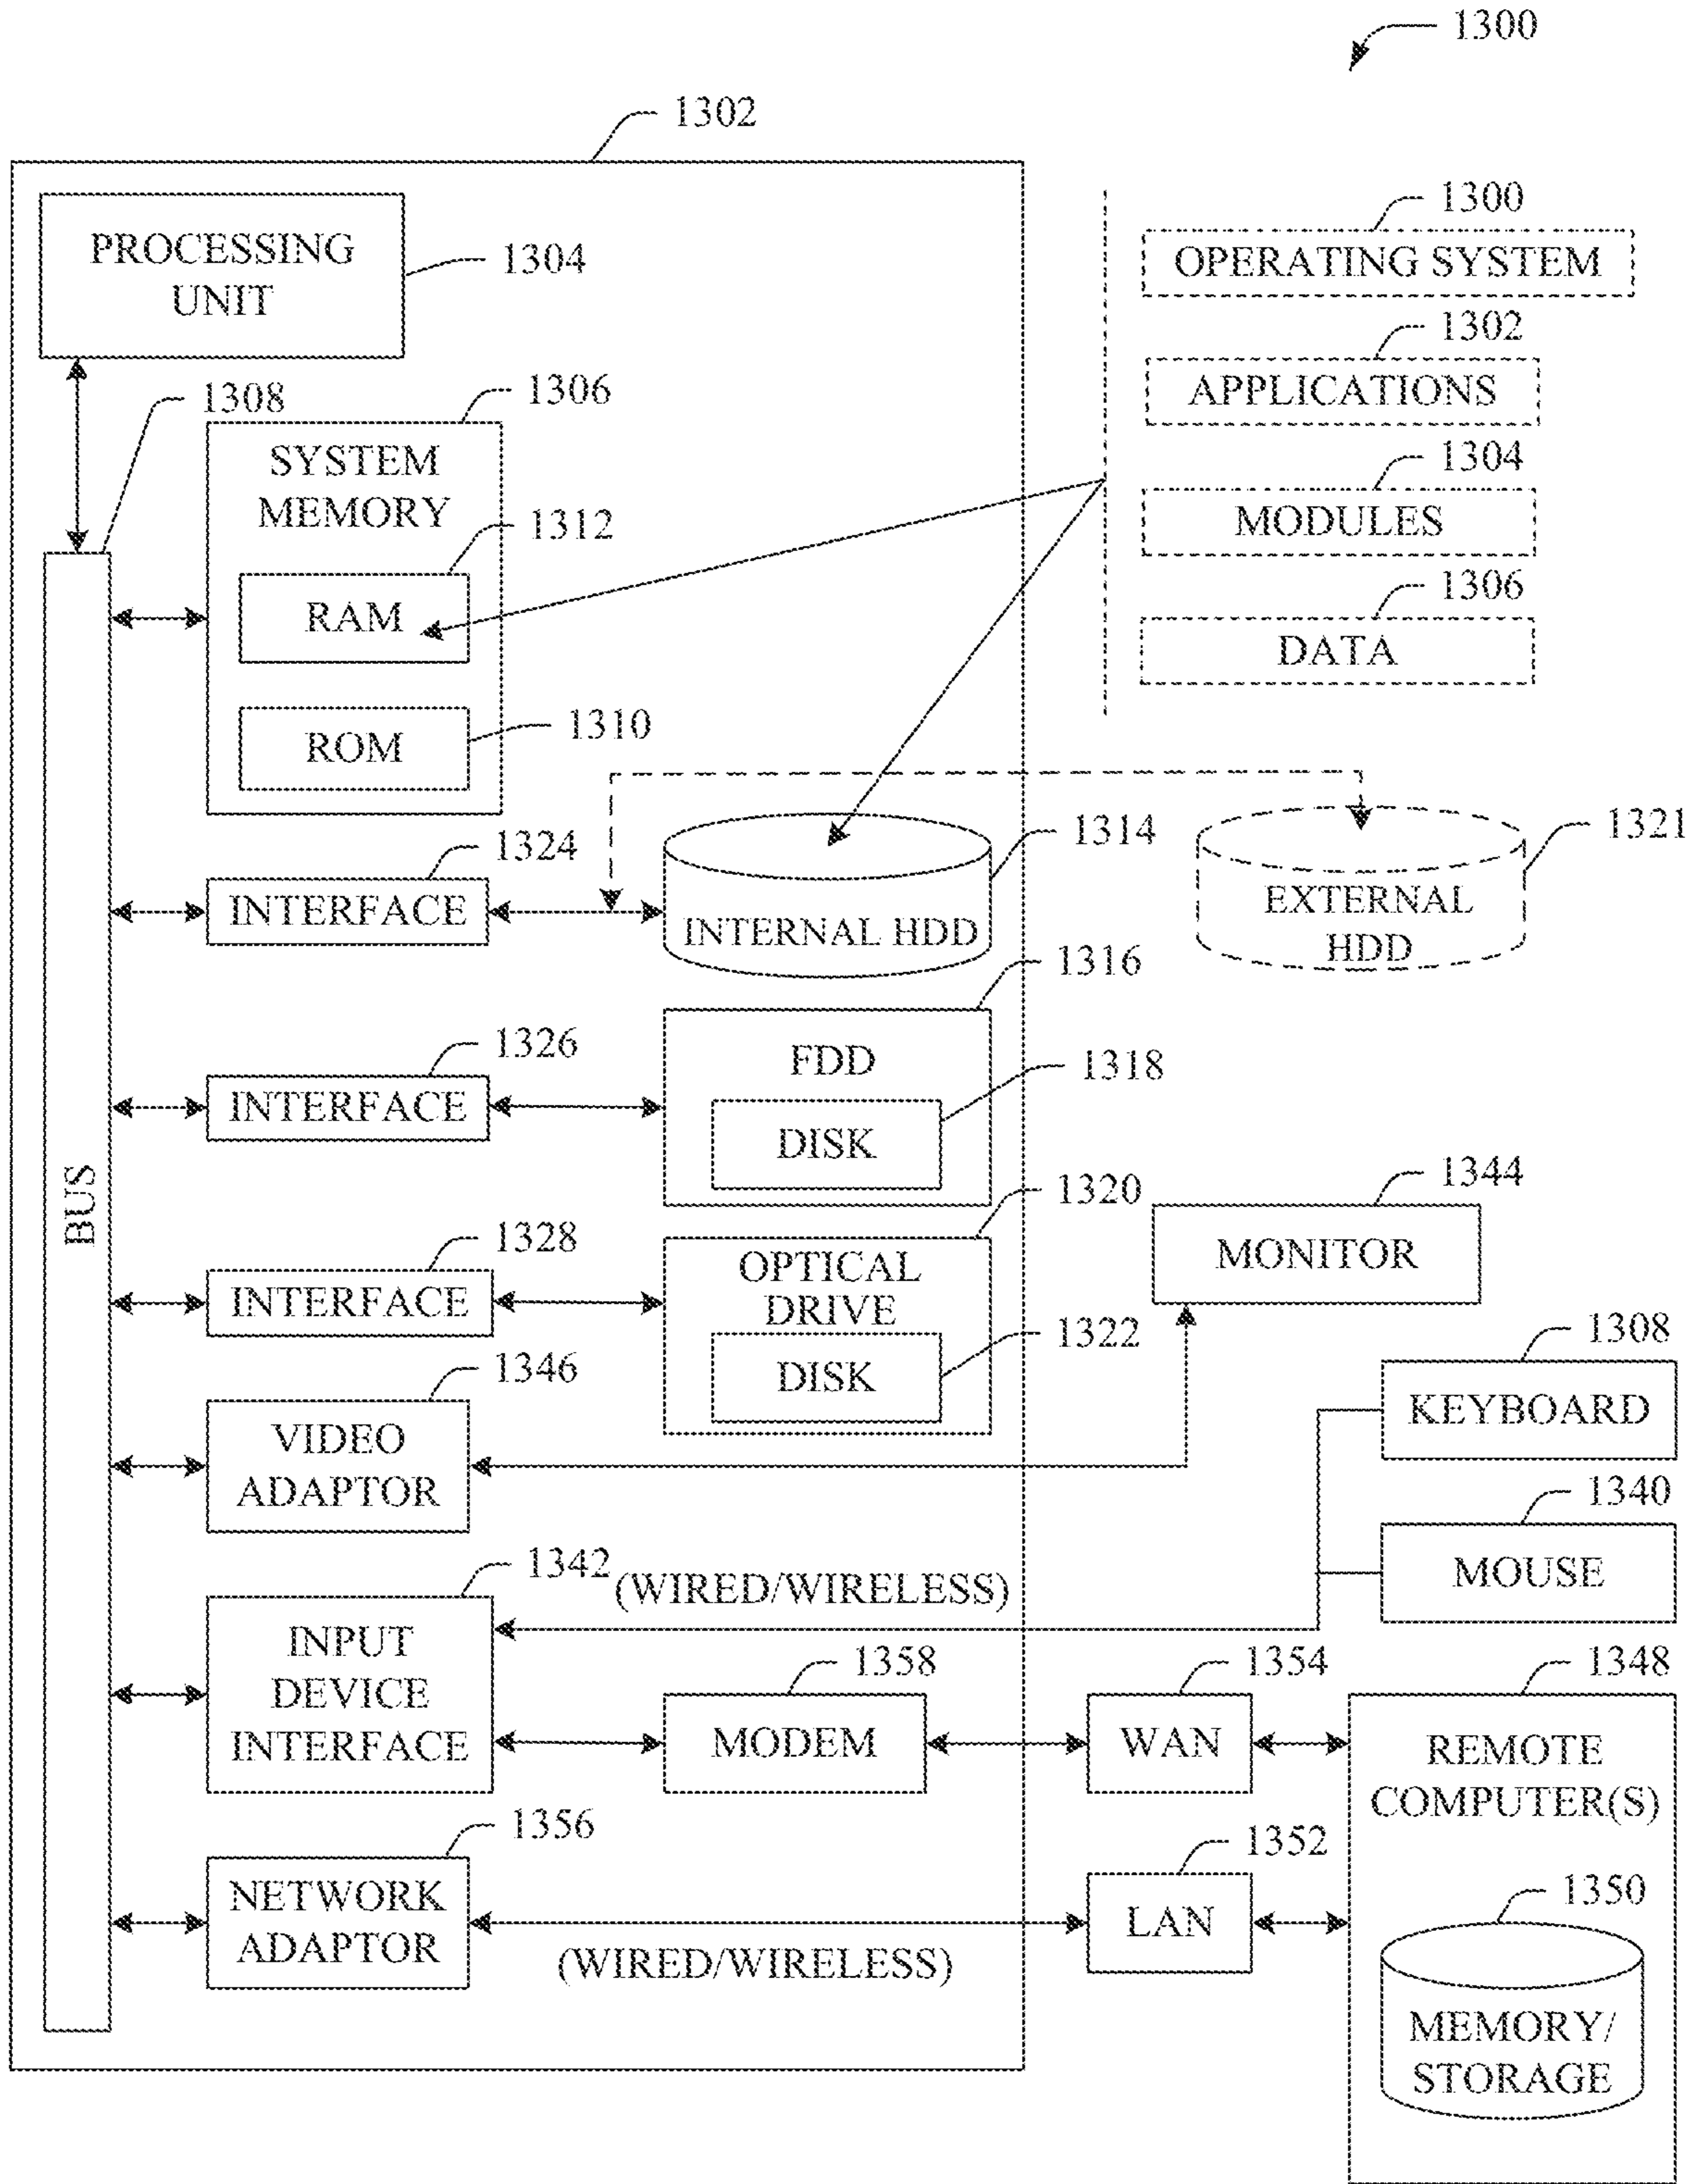 1300
1302
PROCESSING
UNIT
1304
1308
1306
SYSTEM
MEMORY
1312
RAM
1310
ROM
1300
OPERATING SYSTEM
1302
APPLICATIONS
1304
MODULES
1306
DATA
1324
INTERFACE
1314
INTERNAL HDD
1321
EXTERNAL
HDD
1326
INTERFACE
1316
FDD
1318
DISK
BUS
1328
INTERFACE
1320
OPTICAL
DRIVE
1322
DISK
1344
MONITOR
1346
VIDEO
ADAPTOR
1308
KEYBOARD
1340
MOUSE
1342
(WIRED/WIRELESS)
INPUT
DEVICE
INTERFACE
1358
MODEM
1354
WAN
1348
REMOTE
COMPUTER(S)
1356
NETWORK
ADAPTOR
(WIRED/WIRELESS)
1352
LAN
1350
MEMORY/
STORAGE